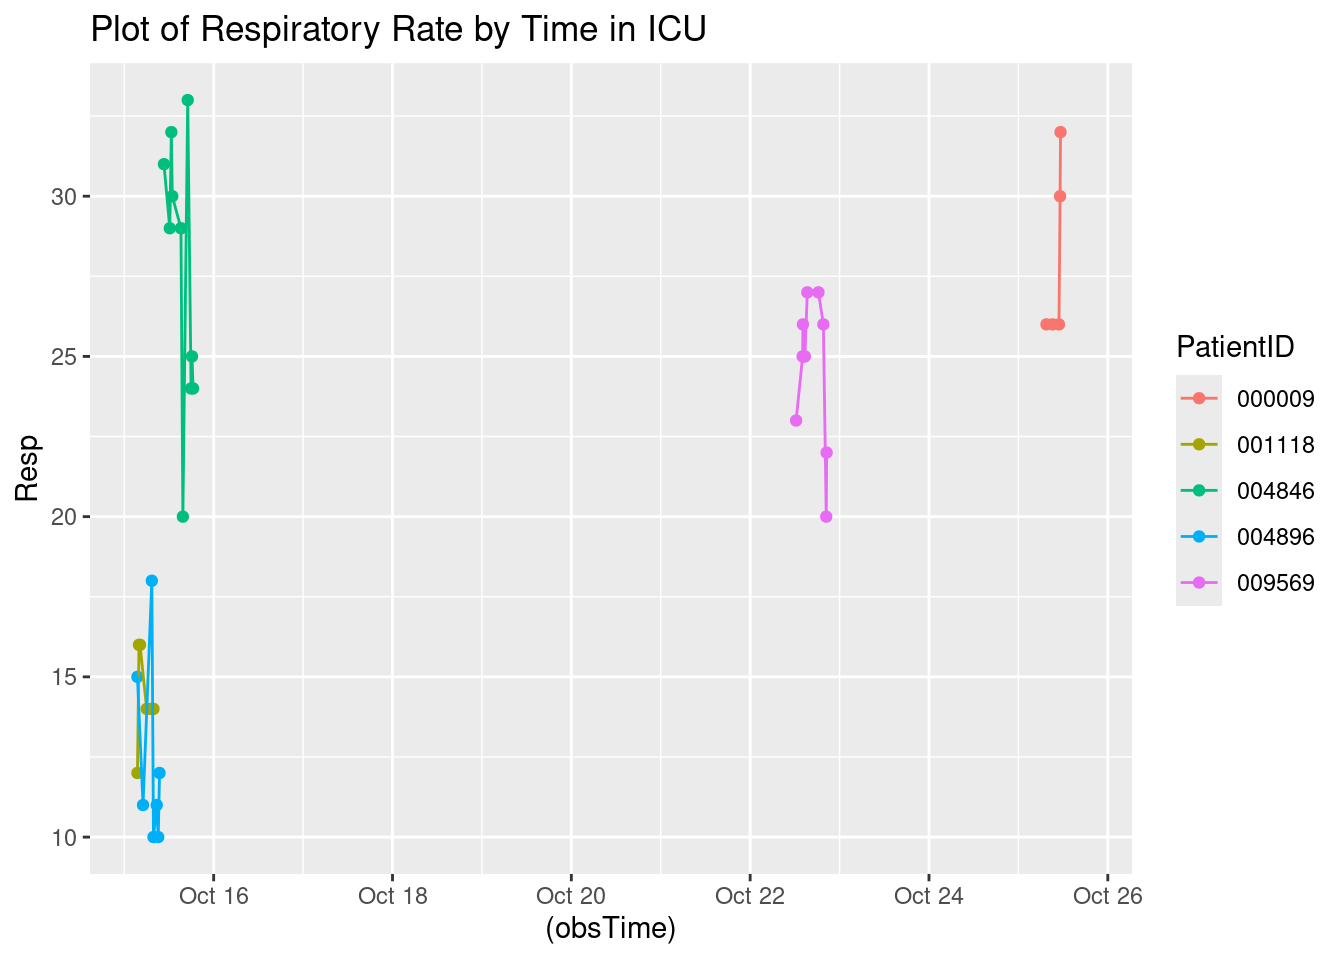 Plot of Respiratory Rate by Time in ICU
Resp
30
25
20
15
10
Oct 16
Oct 18
Oct 20
Oct 22
Oct 24
Oct 26
(obsTime)
PatientID
000009
001118
004846
004896
009569